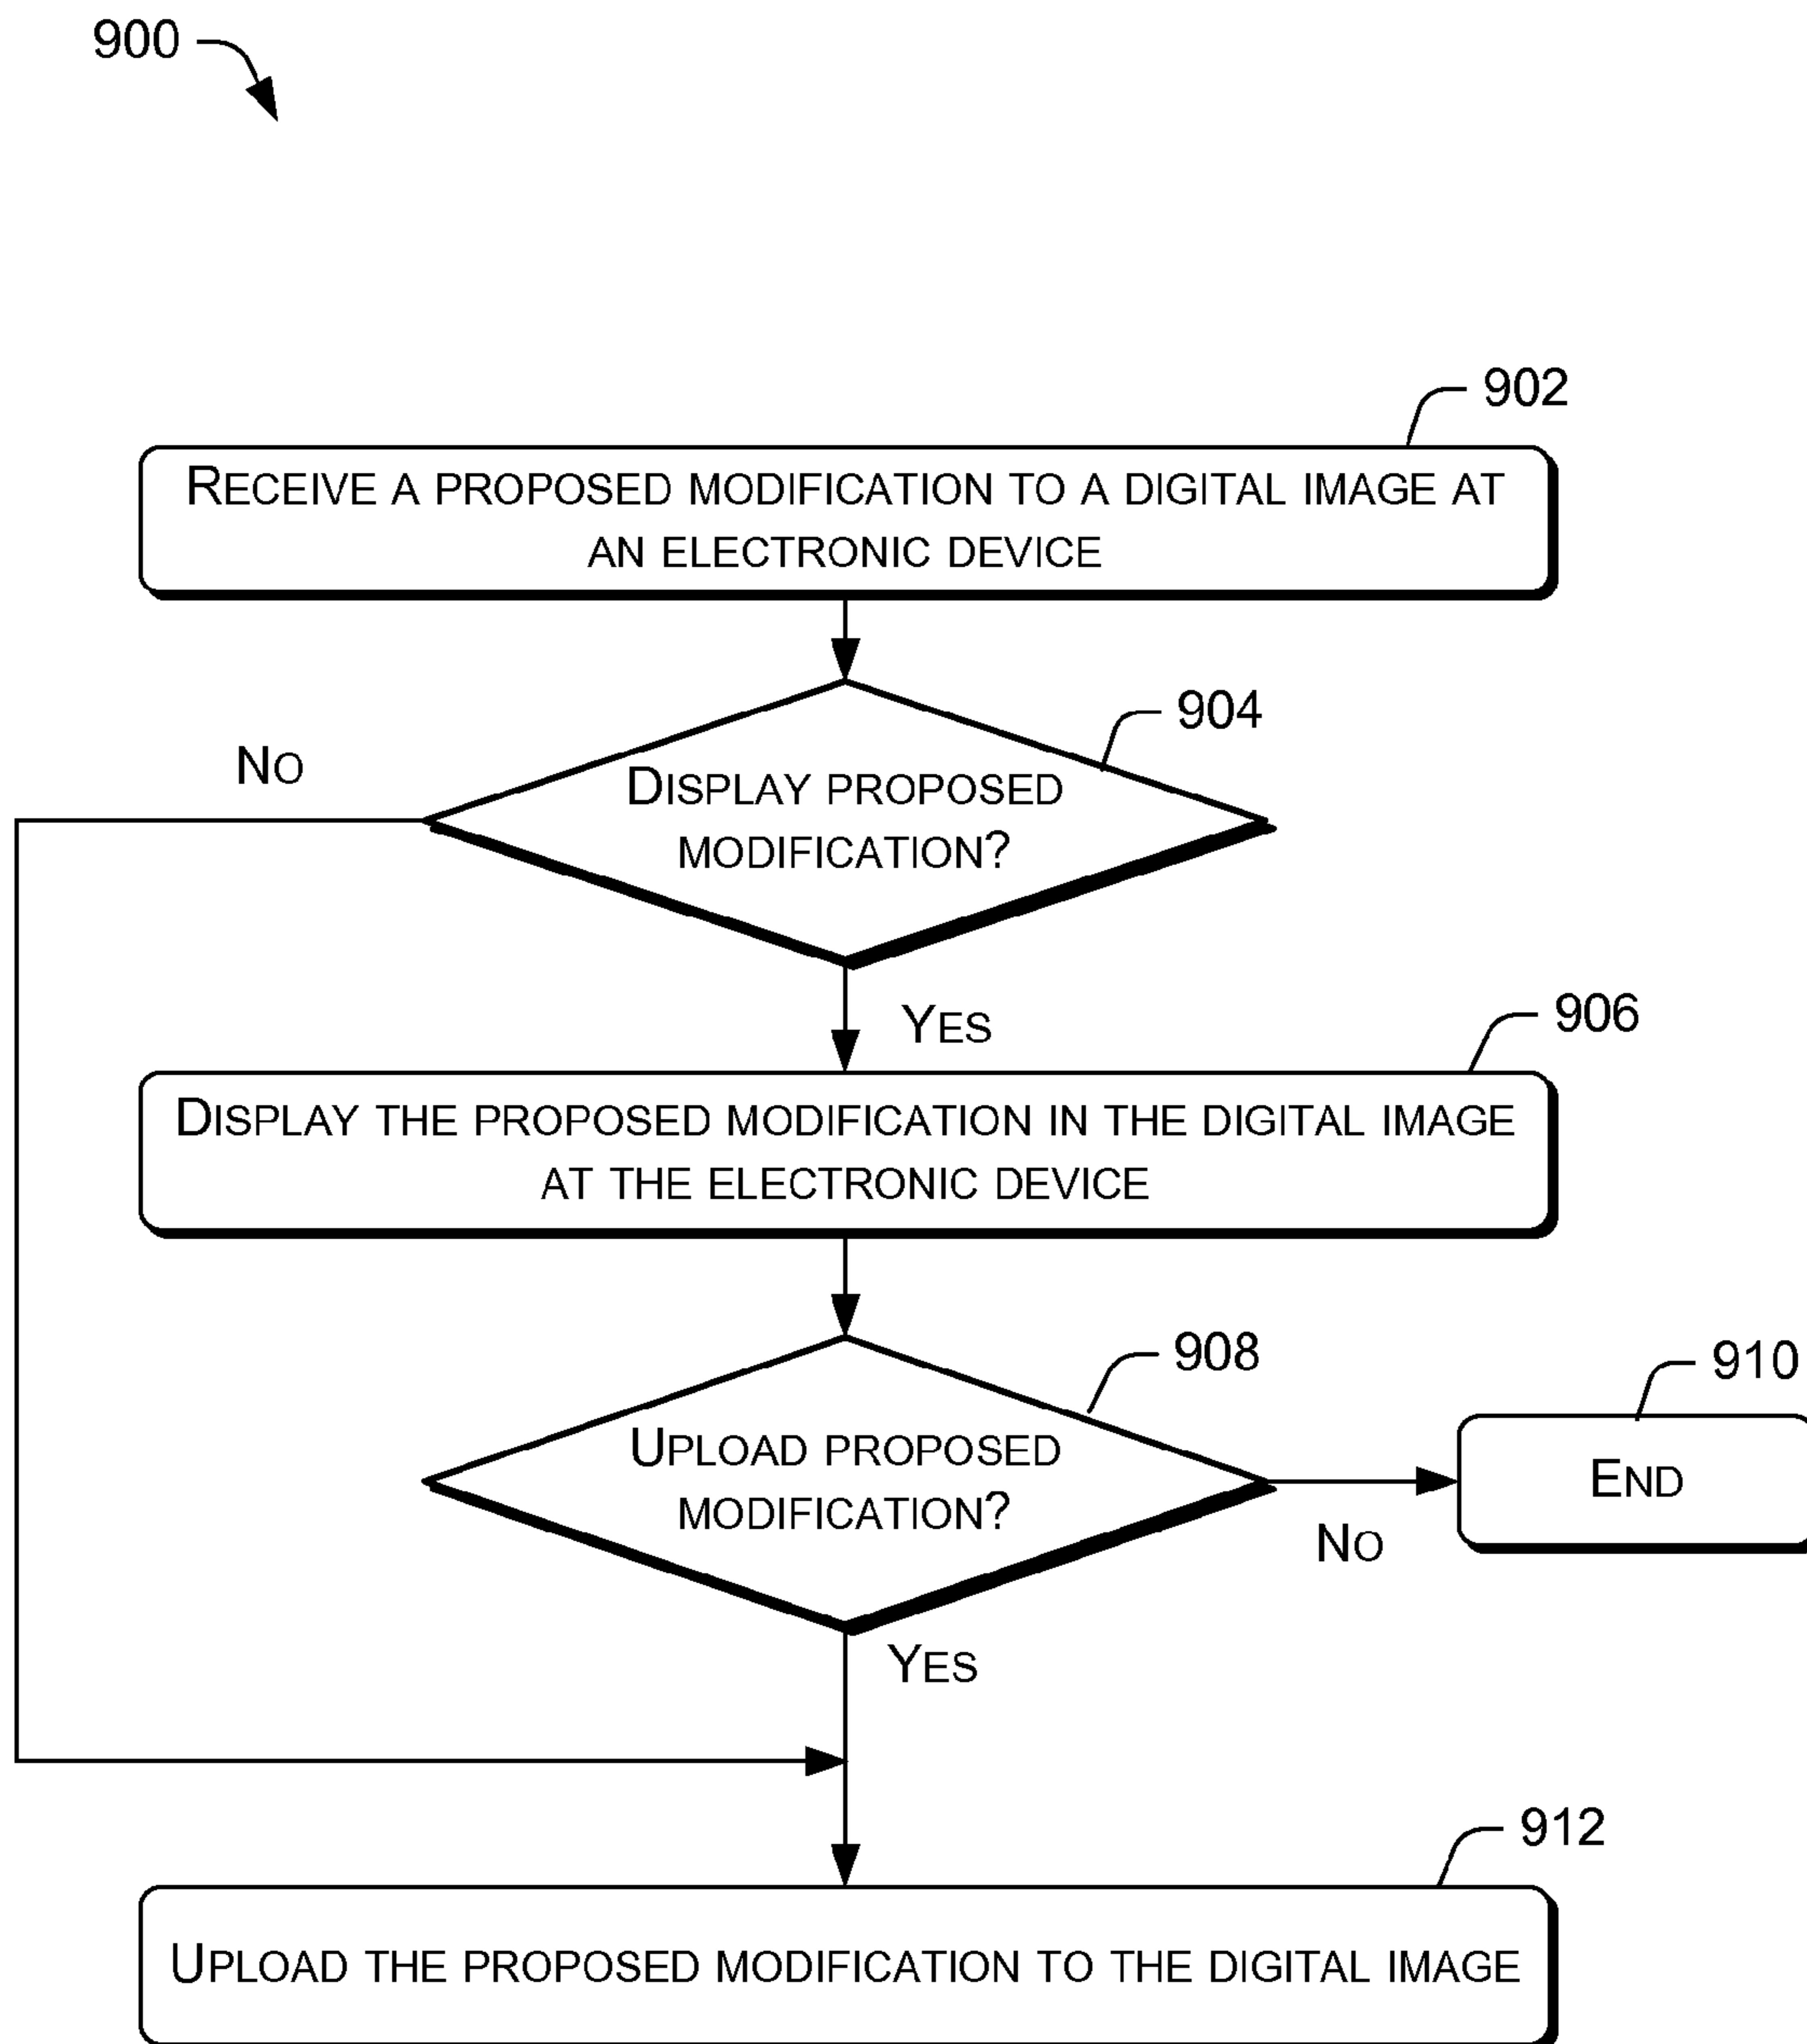 900
902
RECEIVE A PROPOSED MODIFICATION TO A DIGITAL IMAGE AT
AN ELECTRONIC DEVICE
904
NO
DISPLAY PROPOSED
MODIFICATION?
YES
906
DISPLAY THE PROPOSED MODIFICATION IN THE DIGITAL IMAGE
AT THE ELECTRONIC DEVICE
908
910
UPLOAD PROPOSED
MODIFICATION?
END
NO
YES
912
UPLOAD THE PROPOSED MODIFICATION TO THE DIGITAL IMAGE